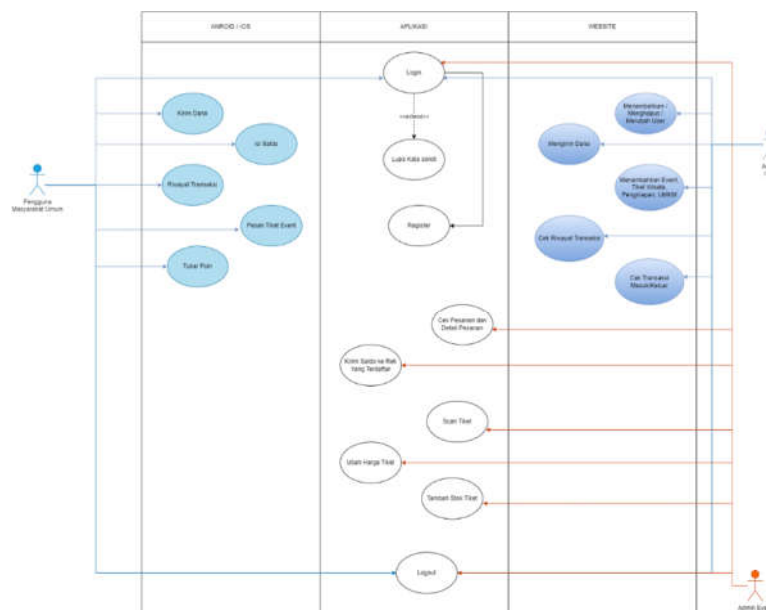 ANROID / iOS
APLIKASI
WEBSITE
Login
Kirim Dana
<<extend>>
Isi Saldo
Lupa Kata sandi
Riwayat Transaksi
Pesan Tiket Event
Register
Tukar Poin
Menambahkan /
Menghapus /
Merubah User
Mengirim Dana
Menambahkan Event,
Tiket Wisata,
Penginapan, UMKM
Cek Riwayat Transaksi
Cek Transaksi
Masuk/Keluar
Pengguna
Masyarakat Umum
Cek Pesanan dan
Detail Pesanan
Kirim Saldo ke Rek
Yang Terdaftar
Scan Tiket
Ubah Harga Tiket
Tambah Stok Tiket
Logout